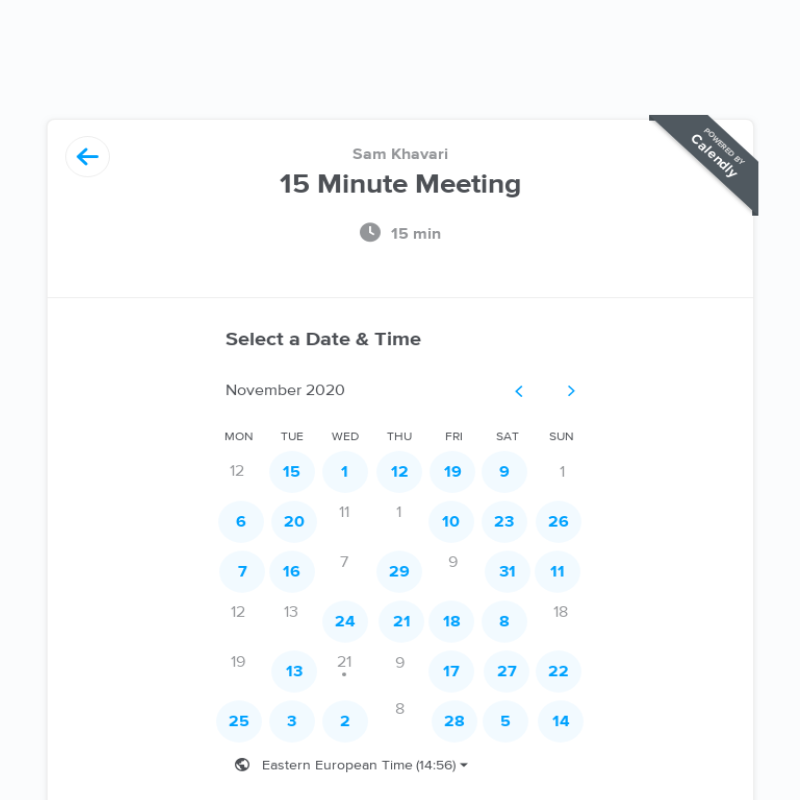 POWERED BY
Calendly
Sam Khavari
15 Minute Meeting
15 min
Select a Date & Time
November 2020
MON TUE WED THU FRI SAT SUN
12 15 1 12 19 9 1
6 20 11 1 10 23 26
7 16 7 29 9 31 11
12 13 24 21 18 8 18
19 13 21 9 17 27 22
25 3 2 8 28 5 14
Eastern European Time (14:56)